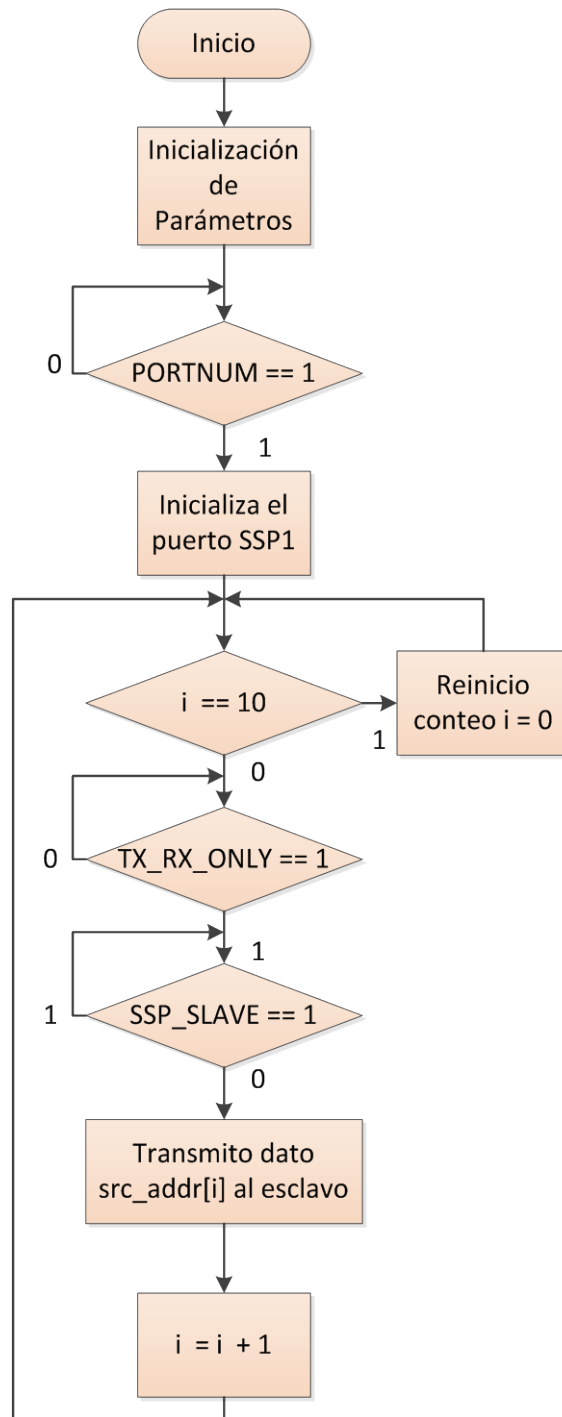 Inicio
Inicialización
de
Parámetros
0
PORTNUM == 1
1
Inicializa el
puerto SSP1
i == 10
1
Reinicio
conteo i = 0
0
0
TX_RX_ONLY == 1
1
1
SSP_SLAVE == 1
0
Transmito dato
src_addr[i] al esclavo
i = i + 1